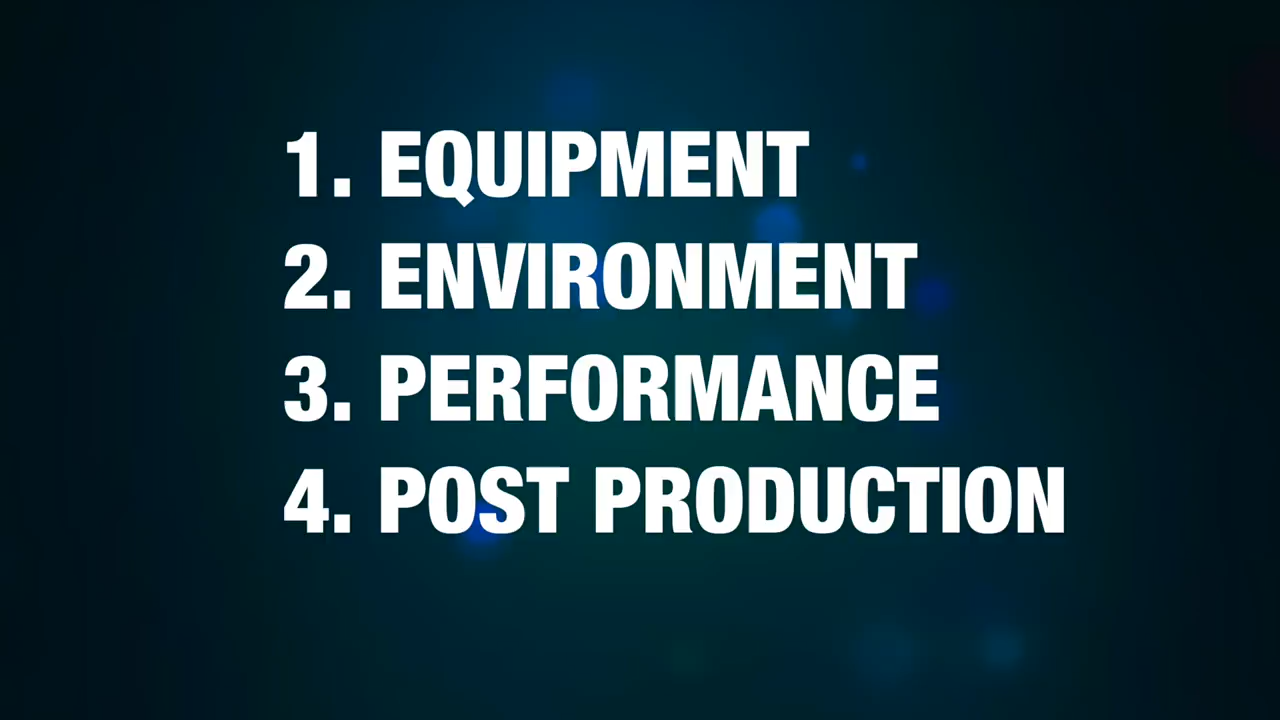 1. EQUIPMENT
2. ENVIRONMENT
3. PERFORMANCE
4. POST PRODUCTION